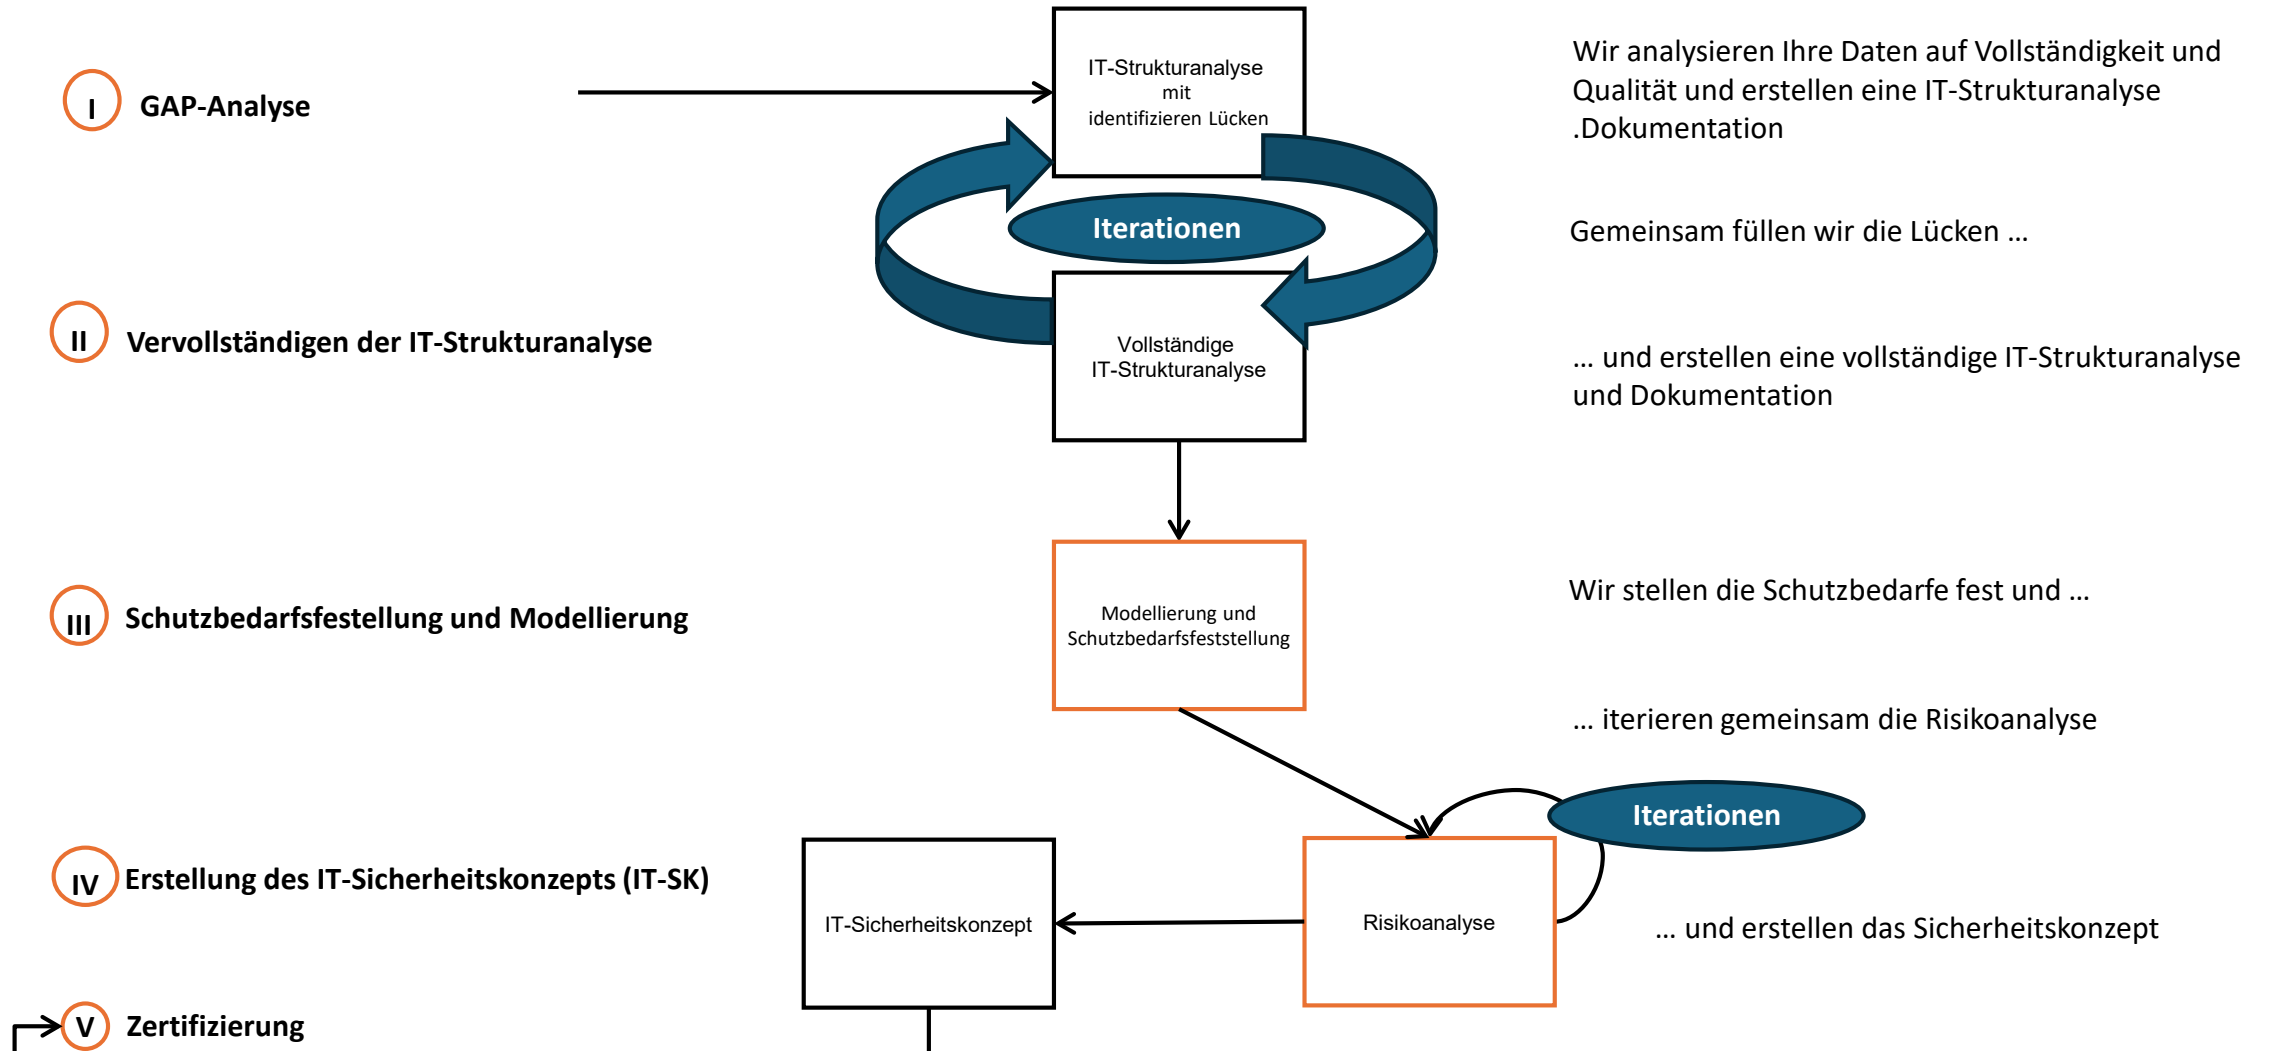 I
GAP-Analyse
IT-Strukturanalyse
mit
identifizieren Lücken
Wir analysieren Ihre Daten auf Vollständigkeit und
Qualität und erstellen eine IT-Strukturanalyse
.Dokumentation
Iterationen
Gemeinsam füllen wir die Lücken ...
II
Vervollständigen der IT-Strukturanalyse
Vollständige
IT-Strukturanalyse
... und erstellen eine vollständige IT-Strukturanalyse
und Dokumentation
III
Schutzbedarfsfestellung und Modellierung
Modellierung und
Schutzbedarfsfeststellung
Wir stellen die Schutzbedarfe fest und ...
... iterieren gemeinsam die Risikoanalyse
Iterationen
IV
Erstellung des IT-Sicherheitskonzepts (IT-SK)
IT-Sicherheitskonzept
Risikoanalyse
... und erstellen das Sicherheitskonzept
V
Zertifizierung